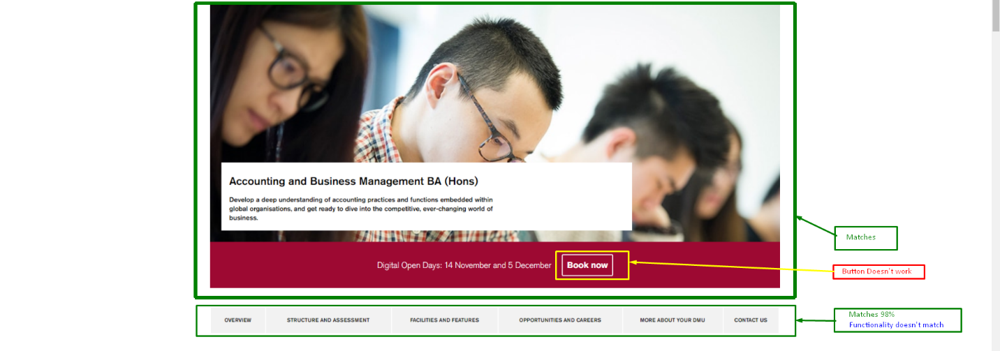 Accounting and Business Management BA (Hons)
Develop a deep understanding of accounting practices and functions embedded within
global organisations, and get ready to dive into the competitive, ever-changing world of
business.
Matches
Digital Open Days: 14 November and 5 December Book now
Button Doesn't work
OVERVIEW STRUCTURE AND ASSESSMENT FACILITIES AND FEATURES OPPORTUNITIES AND CAREERS MORE ABOUT YOUR DMU CONTACT US
Matches 98%
Functionality doesn't match